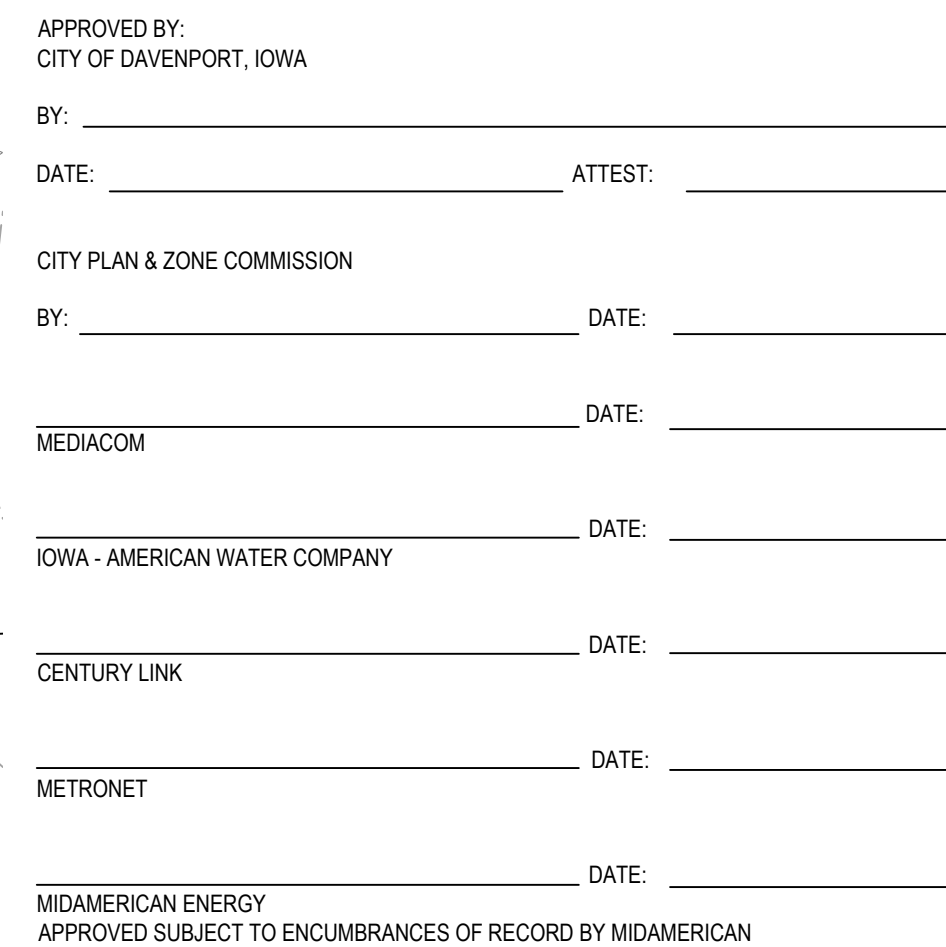 APPROVED BY:
CITY OF DAVENPORT, IOWA
BY:
DATE: ATTEST:
CITY PLAN & ZONE COMMISSION
BY: DATE:
DATE:
MEDIACOM
DATE:
IOWA - AMERICAN WATER COMPANY
DATE:
CENTURY LINK
DATE:
METRONET
DATE:
MIDAMERICAN ENERGY
APPROVED SUBJECT TO ENCUMBRANCES OF RECORD BY MIDAMERICAN